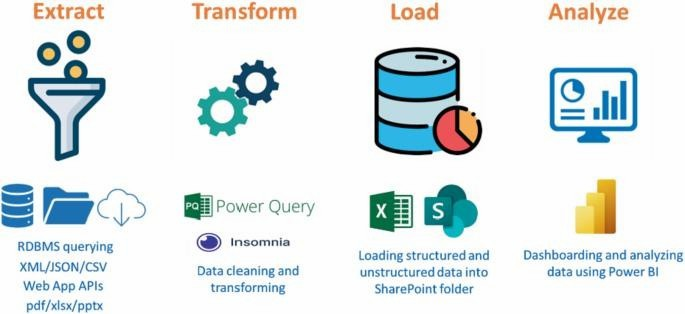 Extract
Transform
Load
Analyze
RDBMS querying
XML/JSON/CSV
Web App APIs
pdf/xlsx/pptx
PQ Power Query
Insomnia
Data cleaning and
transforming
X
S
Loading structured and
unstructured data into
SharePoint folder
Dashboarding and analyzing
data using Power BI